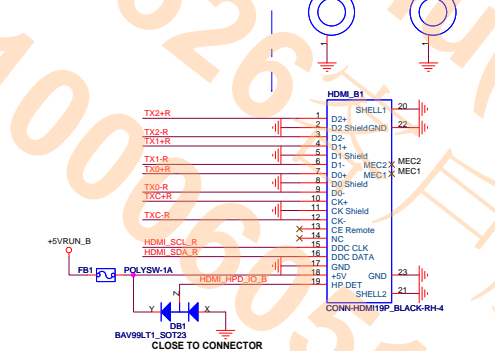 1
1
HDMI_B1
TX2+R 1 D2+ SHELL1 20
2 D2 Shield GND 22
TX2-R 3 D2-
TX1+R 4 D1+
5 D1 Shield
TX1-R 6 D1- MEC2 MEC2
TX0+R 7 D0+ MEC1 MEC1
8 D0 Shield
TX0-R 9 D0-
TXC+R 10 CK+
11 CK Shield
TXC-R 12 CK-
13 CE Remote
14 NC
HDMI_SCL_R 15 DDC CLK
HDMI_SDA_R 16 DDC DATA
17 GND
+5VRUN_B
FB1 POLYSW-1A 18 +5V GND 23
HDMI_HPD_IO_B 19 HP DET
SHELL2 21
CONN-HDMI19P_BLACK-RH-4
Z
Y X
DB1
BAV99LT1_SOT23
CLOSE TO CONNECTOR